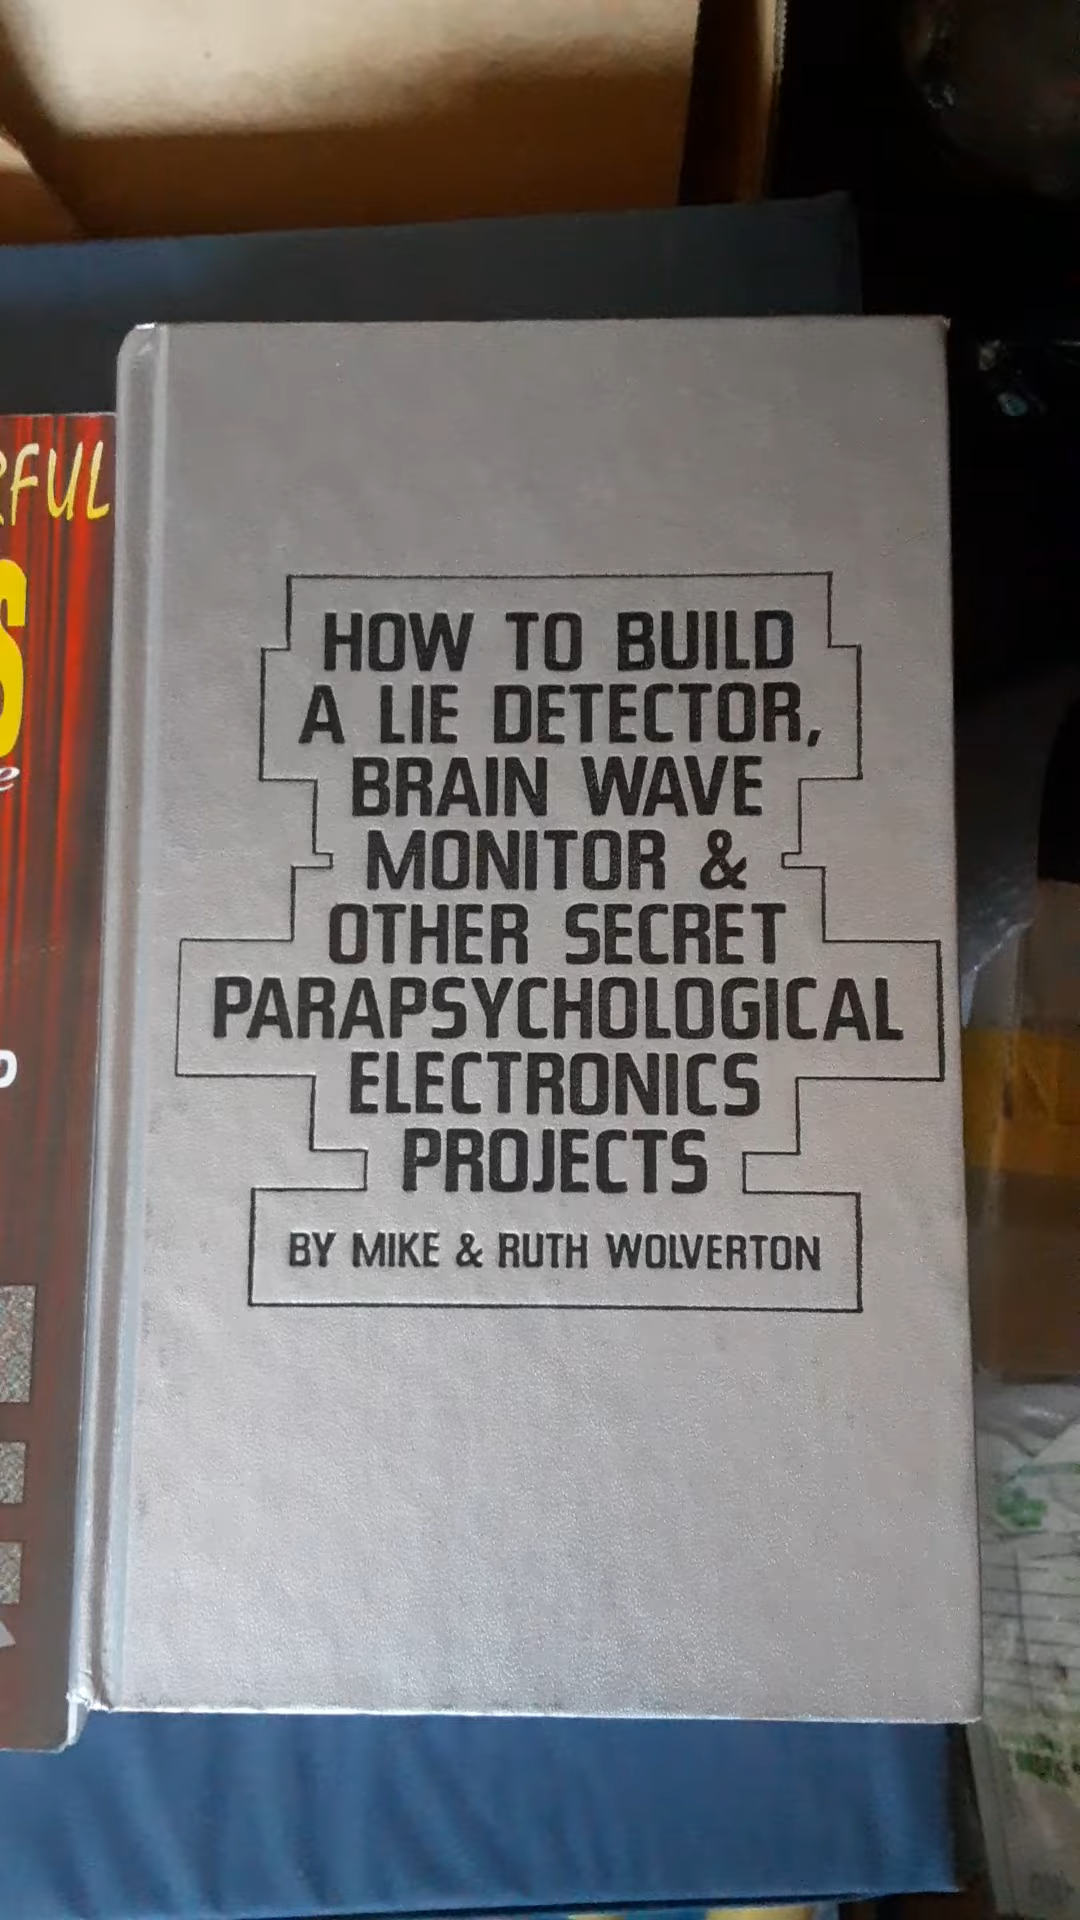 HOW TO BUILD
A LIE DETECTOR,
BRAIN WAVE
MONITOR &
OTHER SECRET
PARAPSYCHOLOGICAL
ELECTRONICS
PROJECTS
BY MIKE & RUTH WOLVERTON